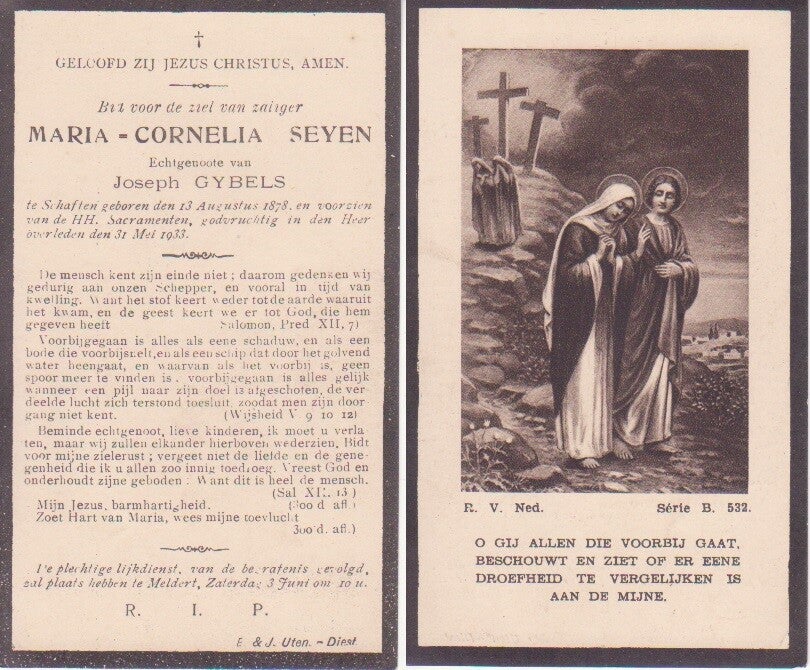 GELOOFD ZIJ JEZUS CHRISTUS, AMEN.
Bid voor de ziel van zaliger
MARIA - CORNELIA SEYEN
Echtgenoote van
Joseph GYBELS
te Schaffen geboren den 13 Augustus 1878. en voorzien
van de HH. Sacramenten, godvruchtig in den Heer
overleden den 31 Mei 1933.
De mensch kent zijn einde niet ; daarom gedenken wij
gedurig aan onzen Schepper, en vooral in tijd van
kwelling. Want het stof keert weder tot de aarde waaruit
het kwam, en de geest keert we er tot God, die hem
gegeven heeft Salomon, Pred XII, 7)
Voorbijgegaan is alles als eene schaduw, en als een
bode die voorbijsnelt, en als een schip dat door het golvend
water heengaat, en waarvan als het voorbij is, geen
spoor meer te vinden is . voorbijgegaan is alles gelijk
wanneer een pijl naar zijn doel is afgeschoten, de ver-
deelde lucht zich terstond toesluit, zoodat men zijn door-
gang niet kent. (Wijsheid V 9 10 12)
Beminde echtgenoot, lieve kinderen, ik moet u verla
ten, maar wij zullen elkander hierboven wederzien. Bidt
voor mijne zielerust ; vergeet niet de liefde en de gene-
genheid die ik u allen zoo innig toedroeg. Vreest God en
onderhoudt zijne geboden : Want dit is heel de mensch.
(Sal XII. 13)
Mijn Jezus, barmhartigheid. (300 d. afl)
Zoet Hart van Maria, wees mijne toevlucht
300 d. afl.)
De plechtige lijkdienst, van de begrafenis gevolgd,
zal plaats hebben te Meldert, Zaterdag 3 Juni om 10 u.
R. I. P.
E. & J. Uten. - Diest.
R. V. Ned. Série B. 532.
O GIJ ALLEN DIE VOORBIJ GAAT,
BESCHOUWT EN ZIET OF ER EENE
DROEFHEID TE VERGELIJKEN IS
AAN DE MIJNE.